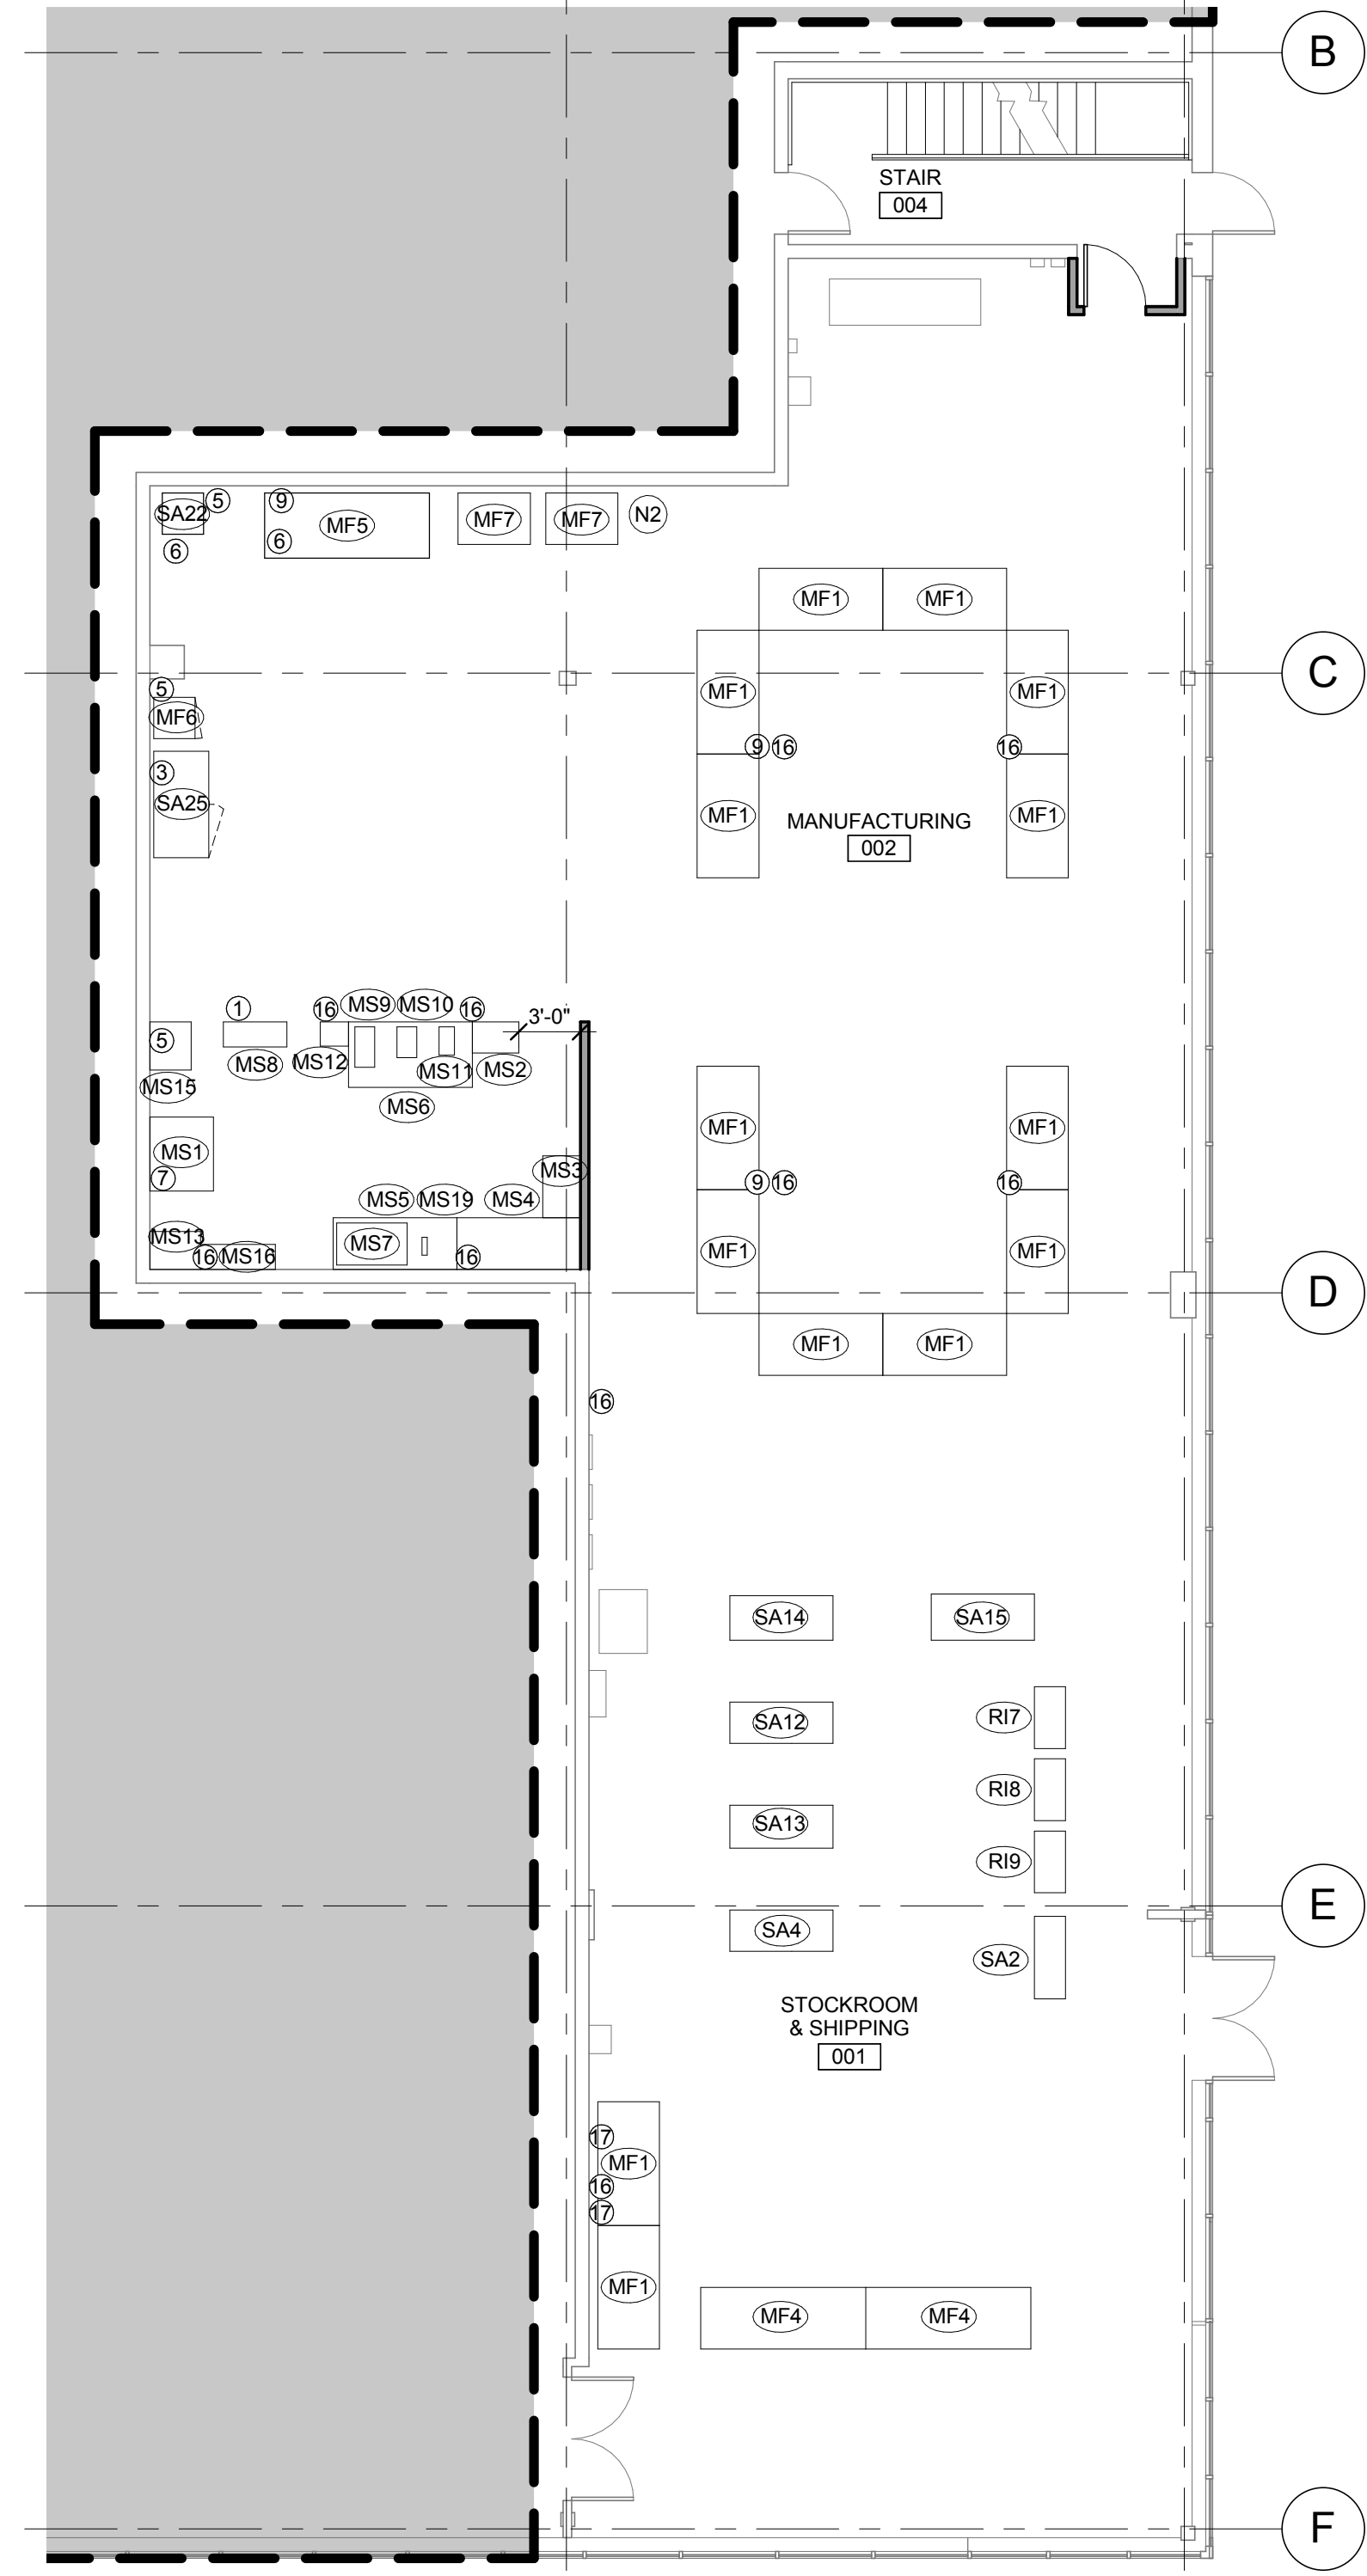 B
STAIR
004
SA22
5
6
9
6
MF5
MF7
MF7
N2
MF1
MF1
C
MF1
MF1
5
MF6
9
16
16
3
SA25
MF1
MF1
MANUFACTURING
002
1
16
MS9
MS10
16
3'-0"
5
MS8
MS12
MS11
MS2
MS15
MS6
MF1
MF1
MS1
7
MS3
9
16
16
MS5
MS19
MS4
MS13
16
MS16
MS7
16
MF1
MF1
D
MF1
MF1
16
SA14
SA15
SA12
RI7
RI8
SA13
RI9
E
SA4
SA2
STOCKROOM
& SHIPPING
001
17
MF1
16
17
MF1
MF4
MF4
F